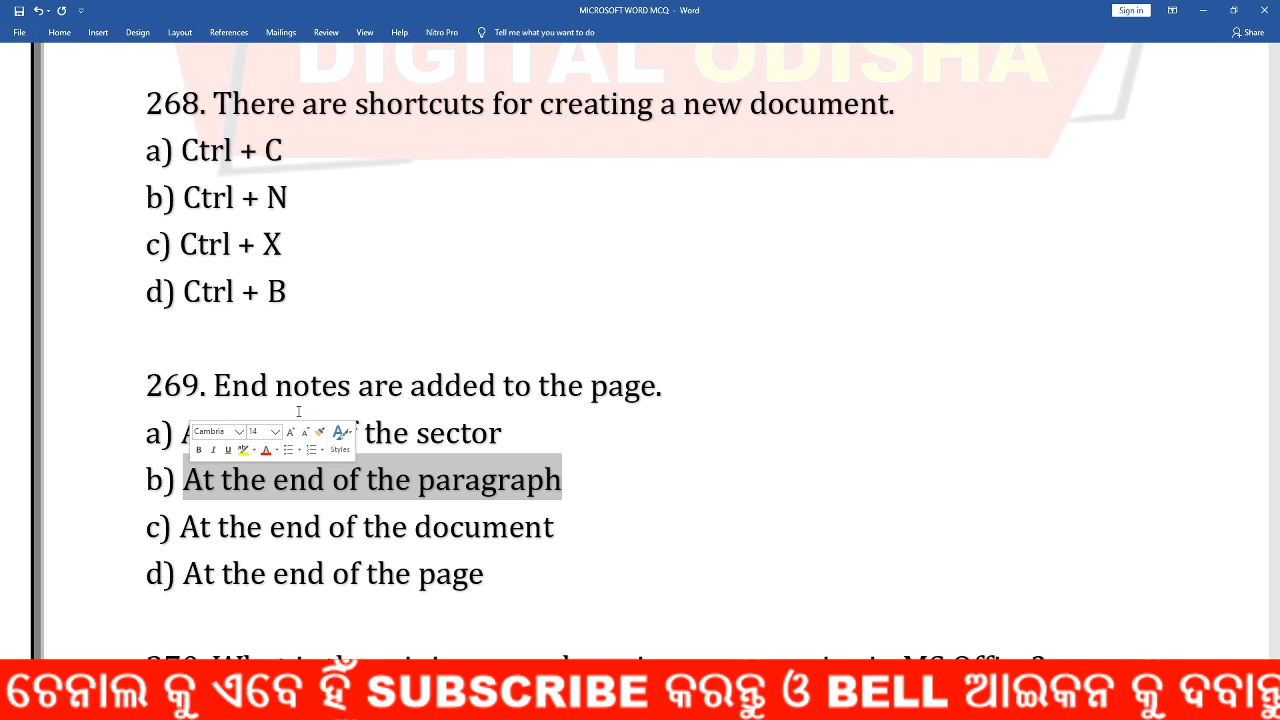 MICROSOFT WORD MCQ - Word
Sign in
File Home Insert Design Layout References Mailings Review View Help Nitro Pro Tell me what you want to do Share
DIGITAL ODISHA
268. There are shortcuts for creating a new document.
a) Ctrl + C
b) Ctrl + N
c) Ctrl + X
d) Ctrl + B
269. End notes are added to the page.
a) A the sector
Cambria 14
B I U aby A Styles
b) At the end of the paragraph
c) At the end of the document
d) At the end of the page
ଚେନାଲ କୁ ଏବେ ହିଁ SUBSCRIBE କରନ୍ତୁ ଓ BELL ଆଇକନ କୁ ଦବାନ୍ତୁ